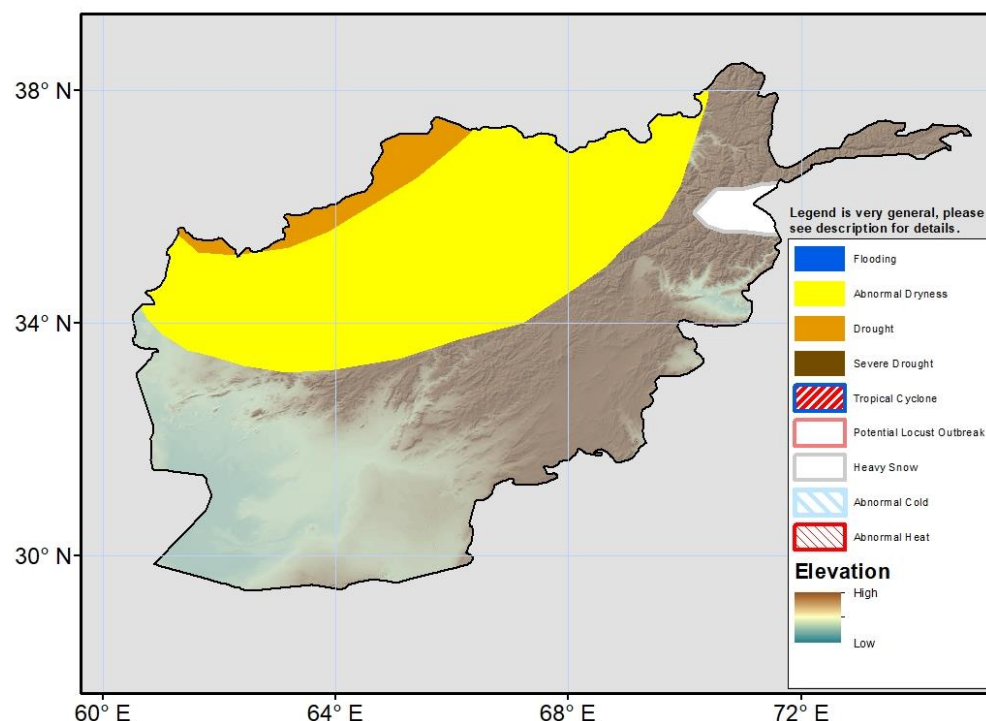 38° N
34° N
30° N
60° E
64° E
68° E
72° E
Legend is very general, please
see description for details.
Flooding
Abnormal Dryness
Drought
Severe Drought
Tropical Cyclone
Potential Locust Outbreak
Heavy Snow
Abnormal Cold
Abnormal Heat
Elevation
High
Low